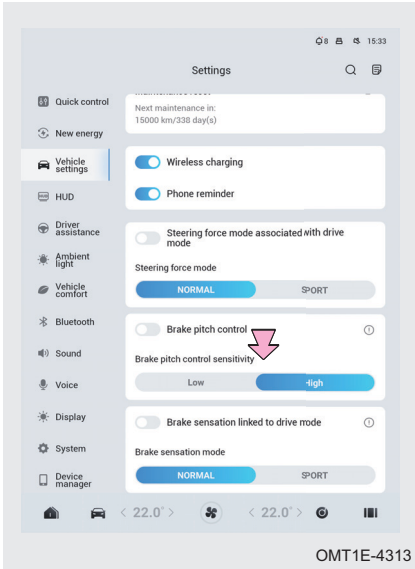 8 15:33
Settings
Quick control
New energy
Vehicle
settings
HUD
Driver
assistance
Ambient
light
Vehicle
comfort
Bluetooth
Sound
Voice
Display
System
Device
manager
Next maintenance in:
15000 km/338 day(s)
Wireless charging
Phone reminder
Steering force mode associated with drive
mode
Steering force mode
NORMAL SPORT
Brake pitch control
Brake pitch control sensitivity
Low High
Brake sensation linked to drive mode
Brake sensation mode
NORMAL SPORT
< 22.0° > < 22.0° >
OMT1E-4313